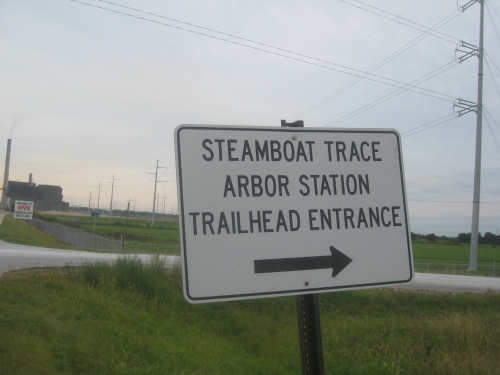 STEAMBOAT TRACE
ARBOR STATION
TRAILHEAD ENTRANCE